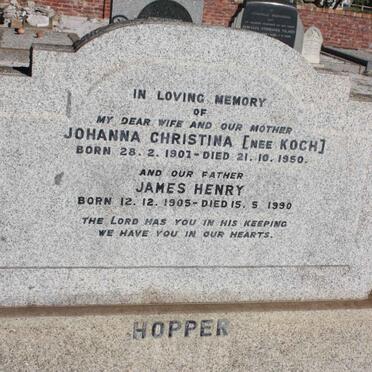 IN LOVING MEMORY
OF
MY DEAR WIFE AND OUR MOTHER
JOHANNA CHRISTINA [NEE KOCH]
BORN 28. 2. 1907 - DIED 21. 10. 1950.
AND OUR FATHER
JAMES HENRY
BORN 12. 12. 1905 - DIED 15. 5 1990
THE LORD HAS YOU IN HIS KEEPING
WE HAVE YOU IN OUR HEARTS.
HOPPER